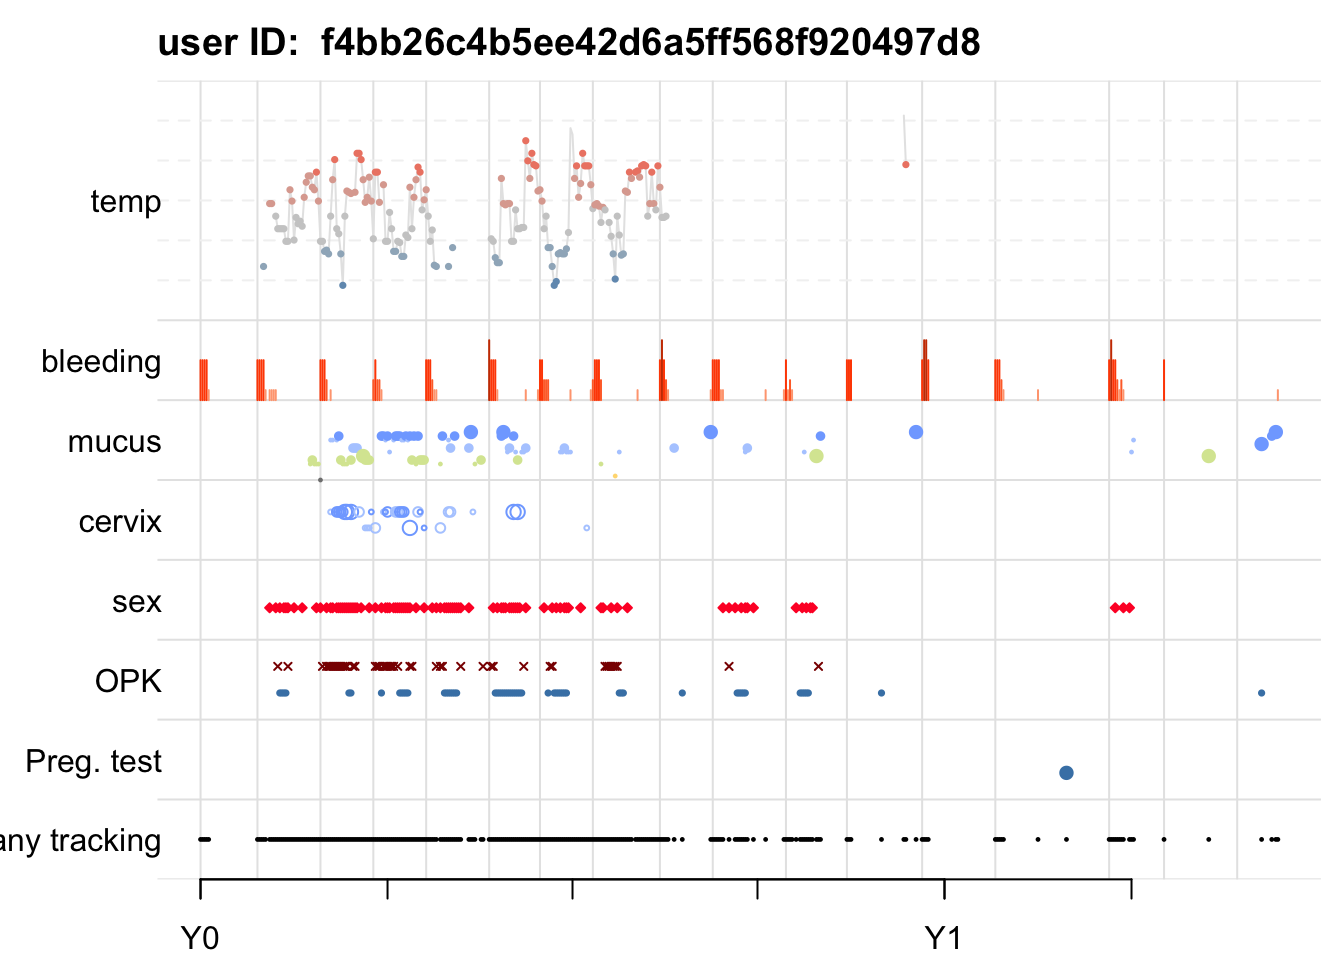 user ID:  f4bb26c4b5ee42d6a5ff568f920497d8
temp
bleeding
mucus
cervix
sex
OPK
Preg. test
any tracking
Y0 Y1